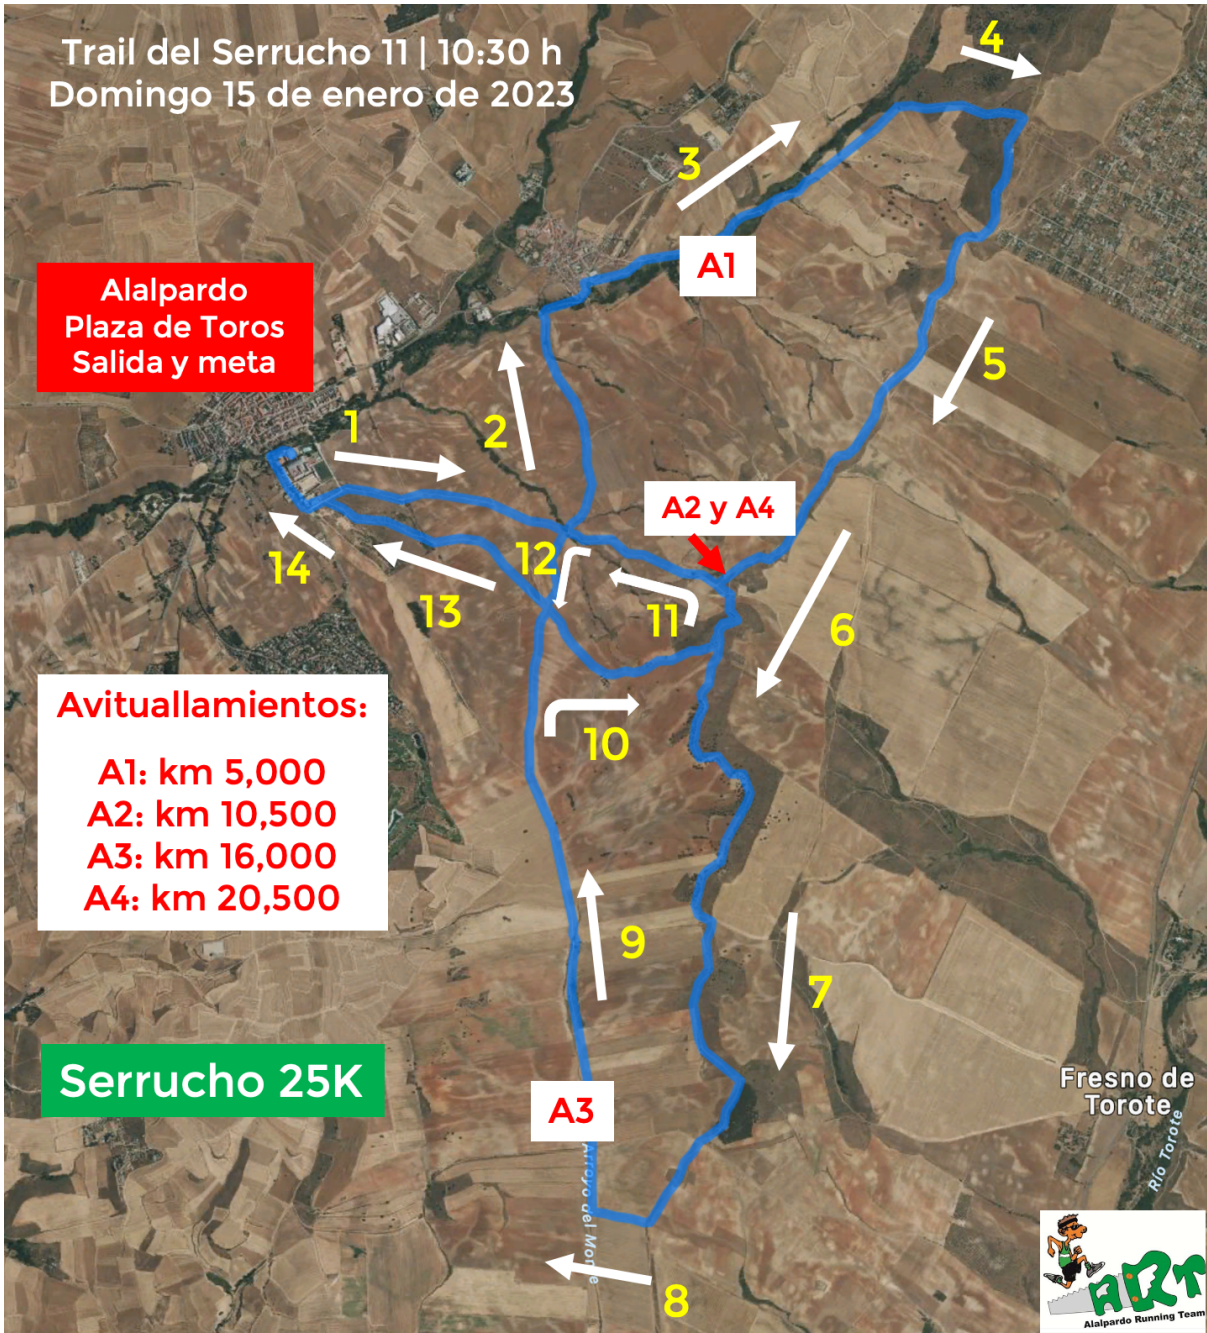 Trail del Serrucho 11 | 10:30 h
Domingo 15 de enero de 2023
4
3
A1
Alalpardo
Plaza de Toros
Salida y meta
5
1
2
A2 y A4
12
14
13
11
6
10
Avituallamientos:
A1: km 5,000
A2: km 10,500
A3: km 16,000
A4: km 20,500
9
7
Serrucho 25K
A3
Fresno de
Torote
Río Torote
Arroyo del Monte
8
ART
Alalpardo Running Team